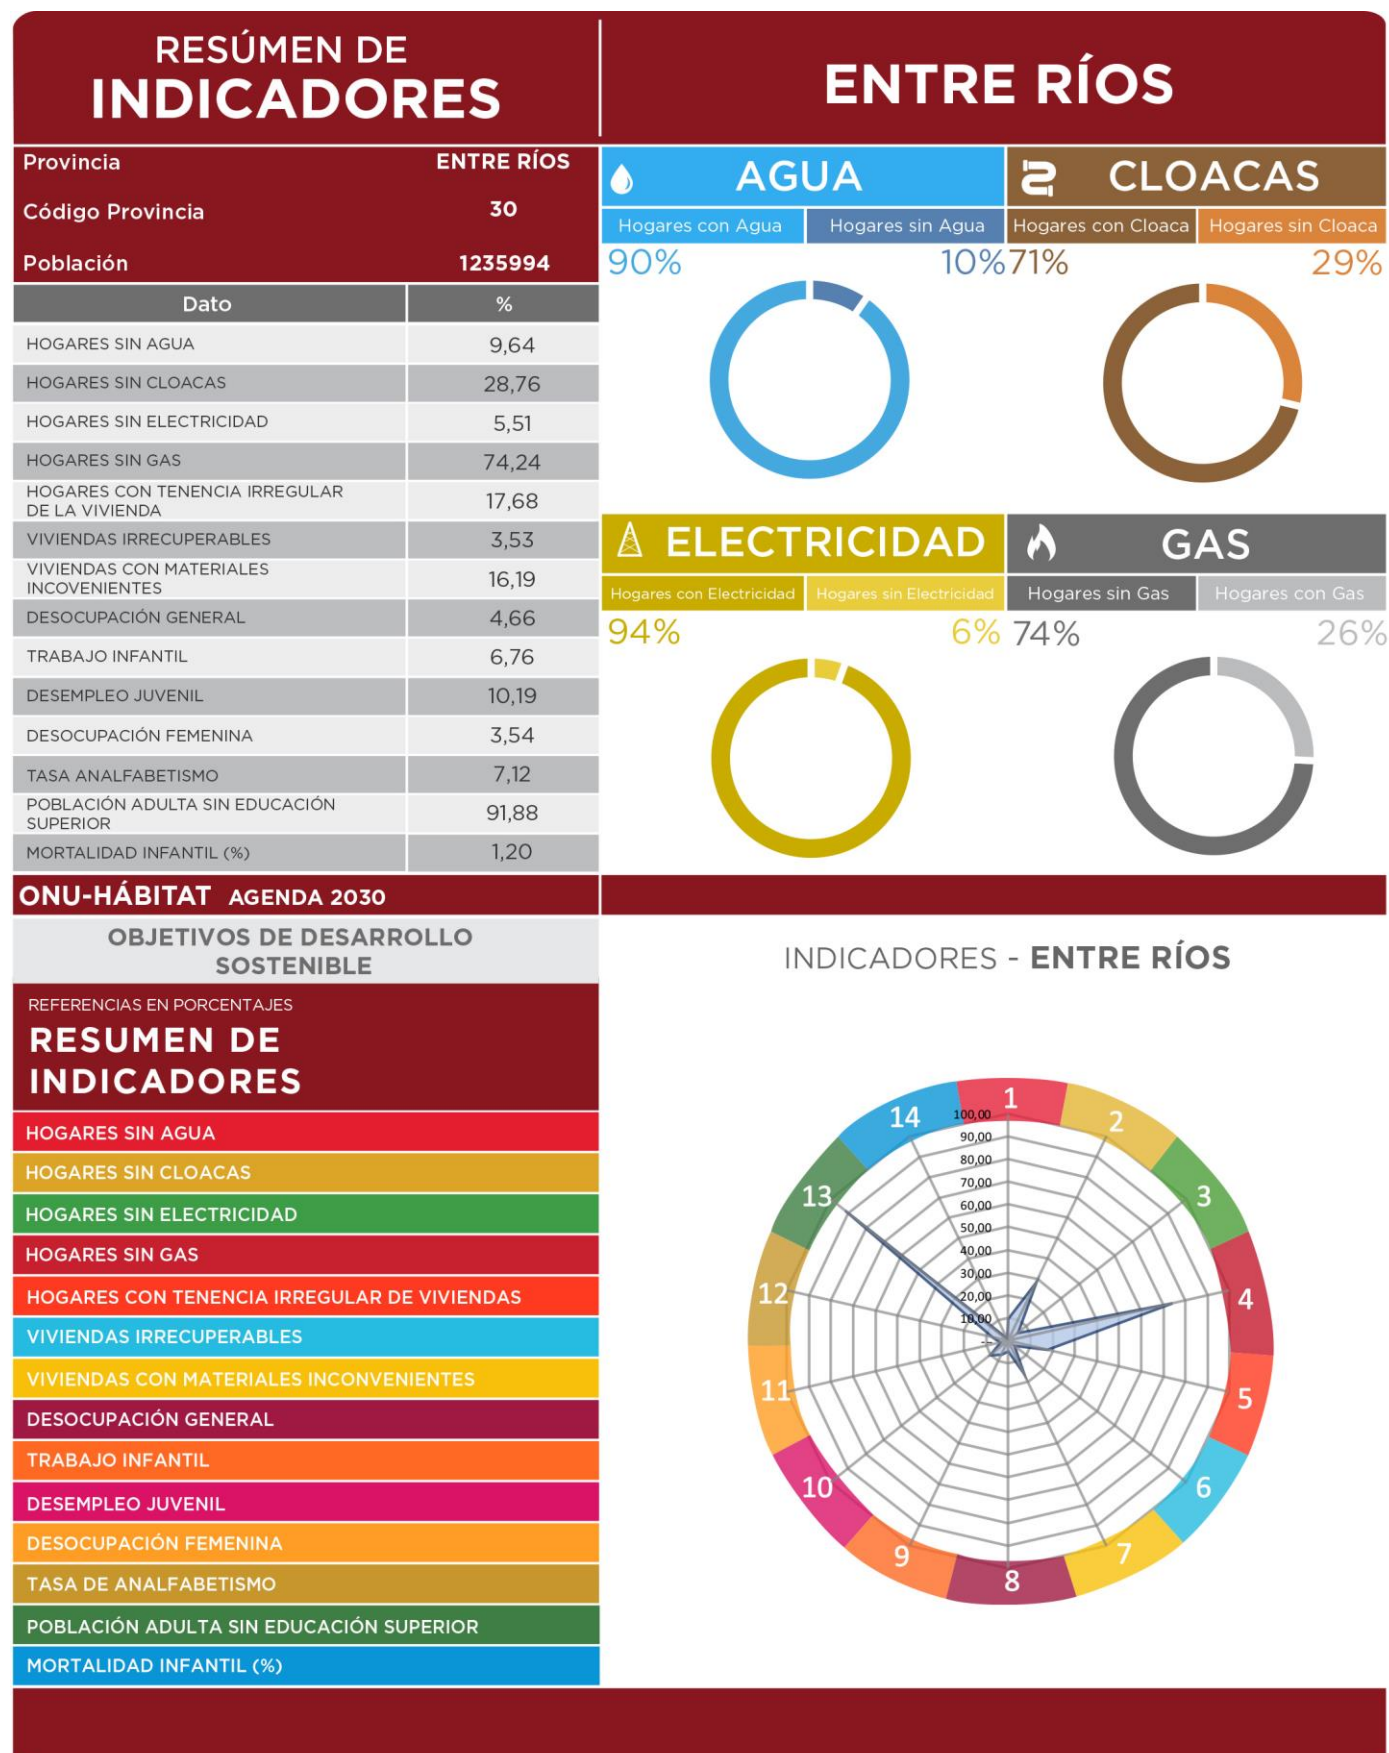 RESÚMEN DE
INDICADORES
ENTRE RÍOS
Provincia ENTRE RÍOS
Código Provincia 30
Población 1235994
Dato %
HOGARES SIN AGUA 9,64
HOGARES SIN CLOACAS 28,76
HOGARES SIN ELECTRICIDAD 5,51
HOGARES SIN GAS 74,24
HOGARES CON TENENCIA IRREGULAR
DE LA VIVIENDA 17,68
VIVIENDAS IRRECUPERABLES 3,53
VIVIENDAS CON MATERIALES
INCOVENIENTES 16,19
DESOCUPACIÓN GENERAL 4,66
TRABAJO INFANTIL 6,76
DESEMPLEO JUVENIL 10,19
DESOCUPACIÓN FEMENINA 3,54
TASA ANALFABETISMO 7,12
POBLACIÓN ADULTA SIN EDUCACIÓN
SUPERIOR 91,88
MORTALIDAD INFANTIL (%) 1,20
AGUA
Hogares con Agua Hogares sin Agua
90% 10%
CLOACAS
Hogares con Cloaca Hogares sin Cloaca
71% 29%
ELECTRICIDAD
Hogares con Electricidad Hogares sin Electricidad
94% 6%
GAS
Hogares sin Gas Hogares con Gas
74% 26%
ONU-HÁBITAT AGENDA 2030
OBJETIVOS DE DESARROLLO
SOSTENIBLE
REFERENCIAS EN PORCENTAJES
RESUMEN DE
INDICADORES
HOGARES SIN AGUA
HOGARES SIN CLOACAS
HOGARES SIN ELECTRICIDAD
HOGARES SIN GAS
HOGARES CON TENENCIA IRREGULAR DE VIVIENDAS
VIVIENDAS IRRECUPERABLES
VIVIENDAS CON MATERIALES INCONVENIENTES
DESOCUPACIÓN GENERAL
TRABAJO INFANTIL
DESEMPLEO JUVENIL
DESOCUPACIÓN FEMENINA
TASA DE ANALFABETISMO
POBLACIÓN ADULTA SIN EDUCACIÓN SUPERIOR
MORTALIDAD INFANTIL (%)
INDICADORES - ENTRE RÍOS
1
2
3
4
5
6
7
8
9
10
11
12
13
14
100,00
90,00
80,00
70,00
60,00
50,00
40,00
30,00
20,00
10,00
--